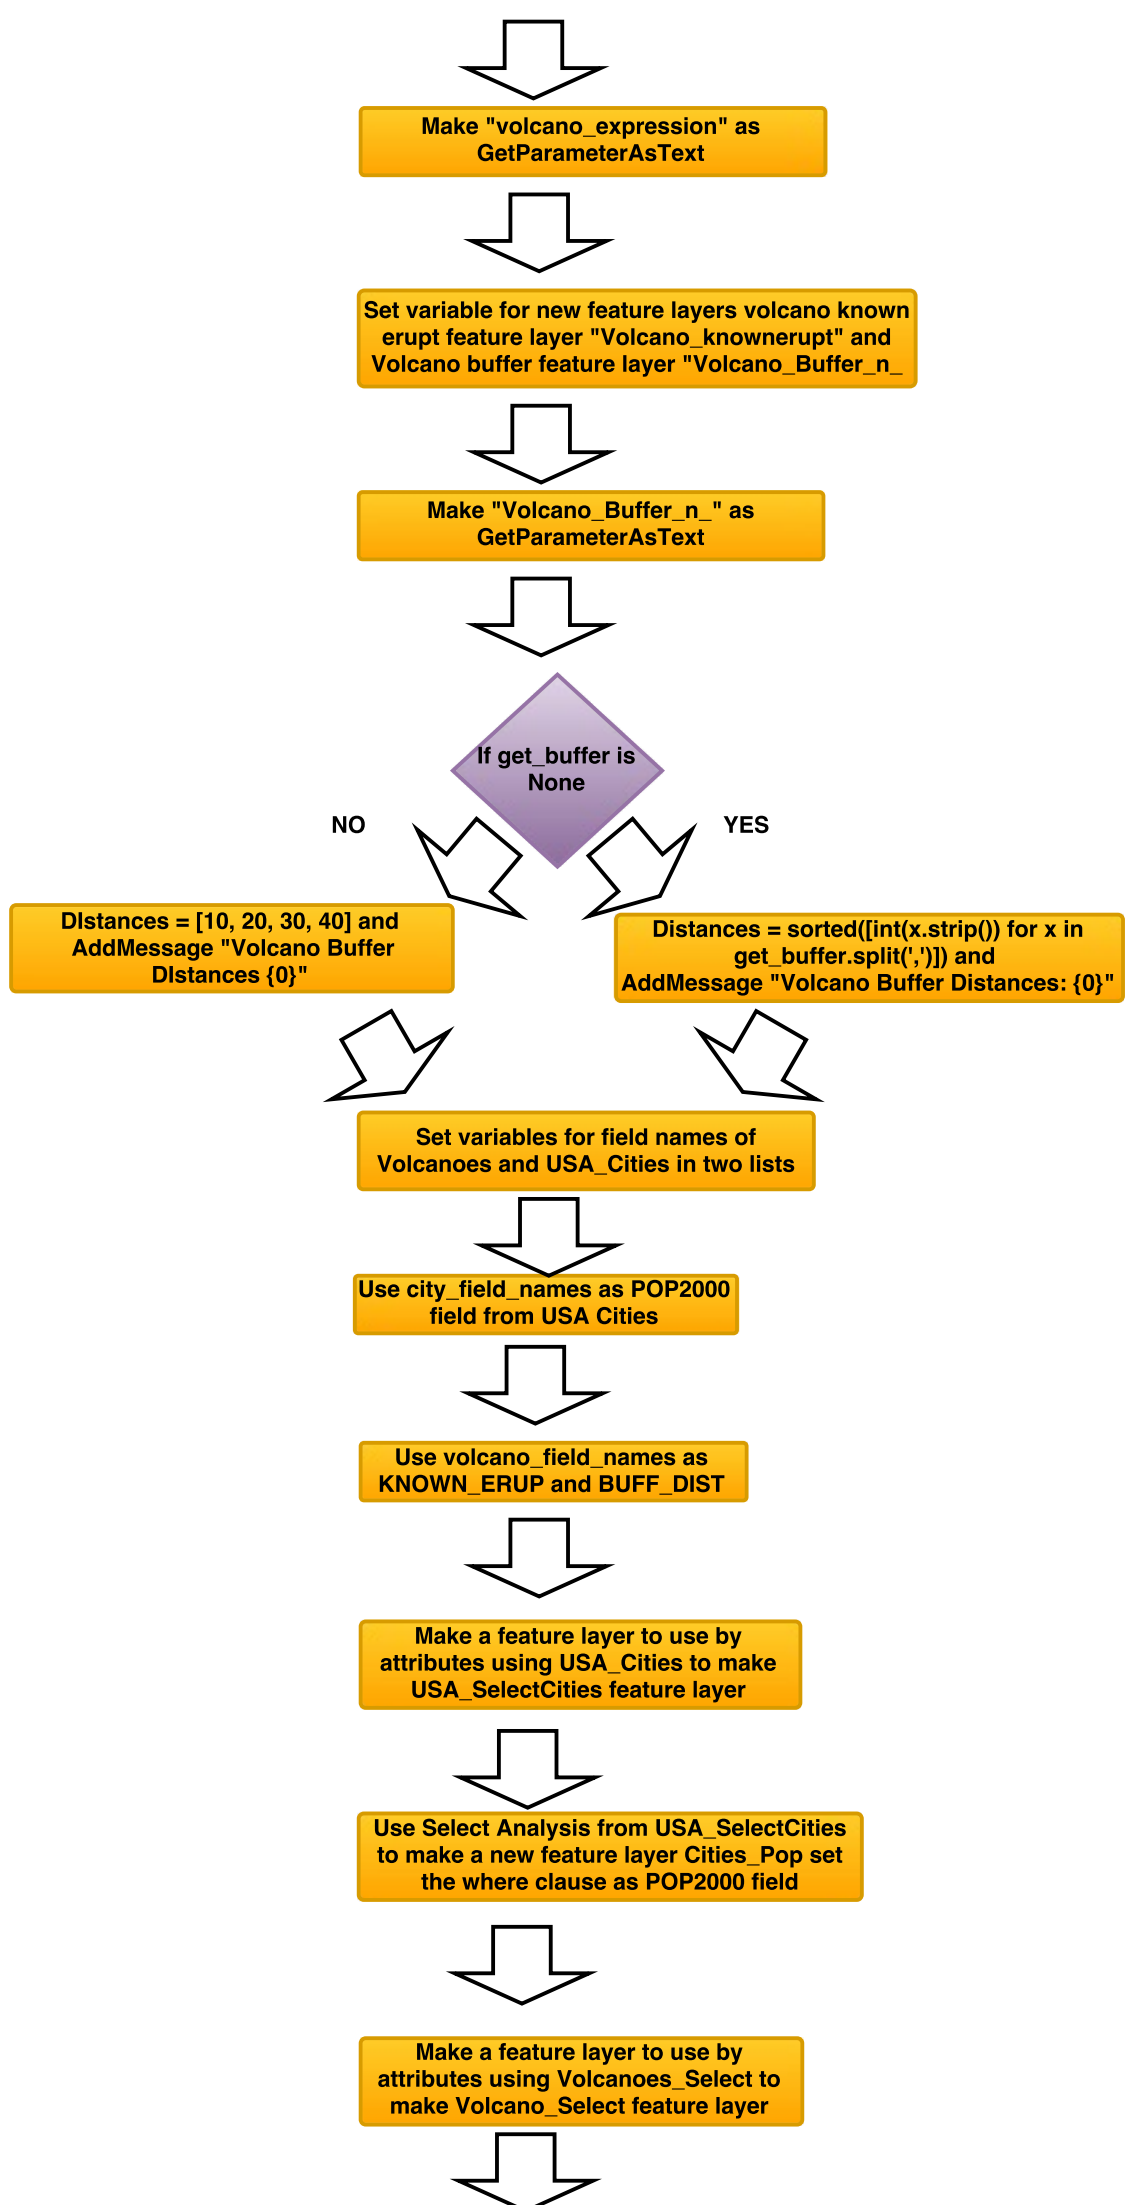 Make "volcano_expression" as
GetParameterAsText
Set variable for new feature layers volcano known
erupt feature layer "Volcano_knownerupt" and
Volcano buffer feature layer "Volcano_Buffer_n_
Make "Volcano_Buffer_n_" as
GetParameterAsText
If get_buffer is
None
NO
YES
DIstances = [10, 20, 30, 40] and
AddMessage "Volcano Buffer
DIstances {0}"
Distances = sorted([int(x.strip()) for x in
get_buffer.split(',')]) and
AddMessage "Volcano Buffer Distances: {0}"
Set variables for field names of
Volcanoes and USA_Cities in two lists
Use city_field_names as POP2000
field from USA Cities
Use volcano_field_names as
KNOWN_ERUP and BUFF_DIST
Make a feature layer to use by
attributes using USA_Cities to make
USA_SelectCities feature layer
Use Select Analysis from USA_SelectCities
to make a new feature layer Cities_Pop set
the where clause as POP2000 field
Make a feature layer to use by
attributes using Volcanoes_Select to
make Volcano_Select feature layer